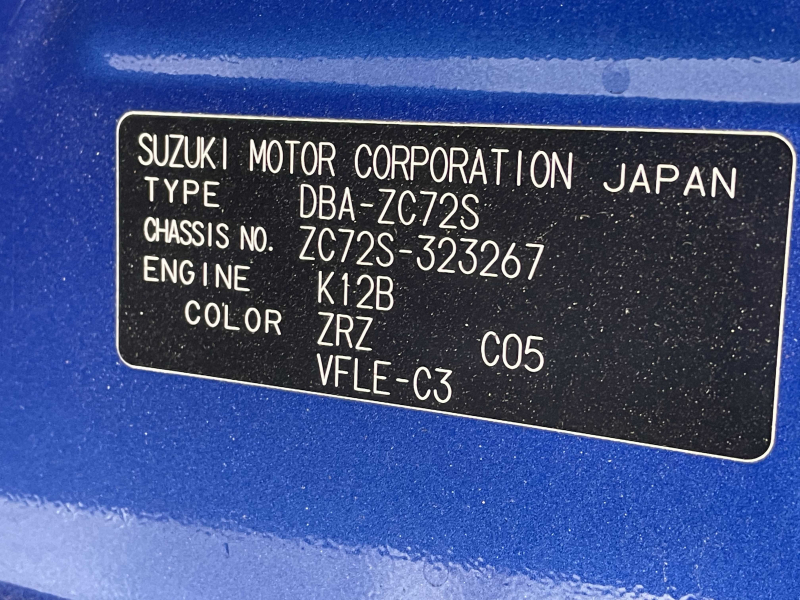 SUZUKI MOTOR CORPORATION JAPAN
TYPE DBA-ZC72S
CHASSIS NO. ZC72S-323267
ENGINE K12B
COLOR ZRZ C05
VFLE-C3